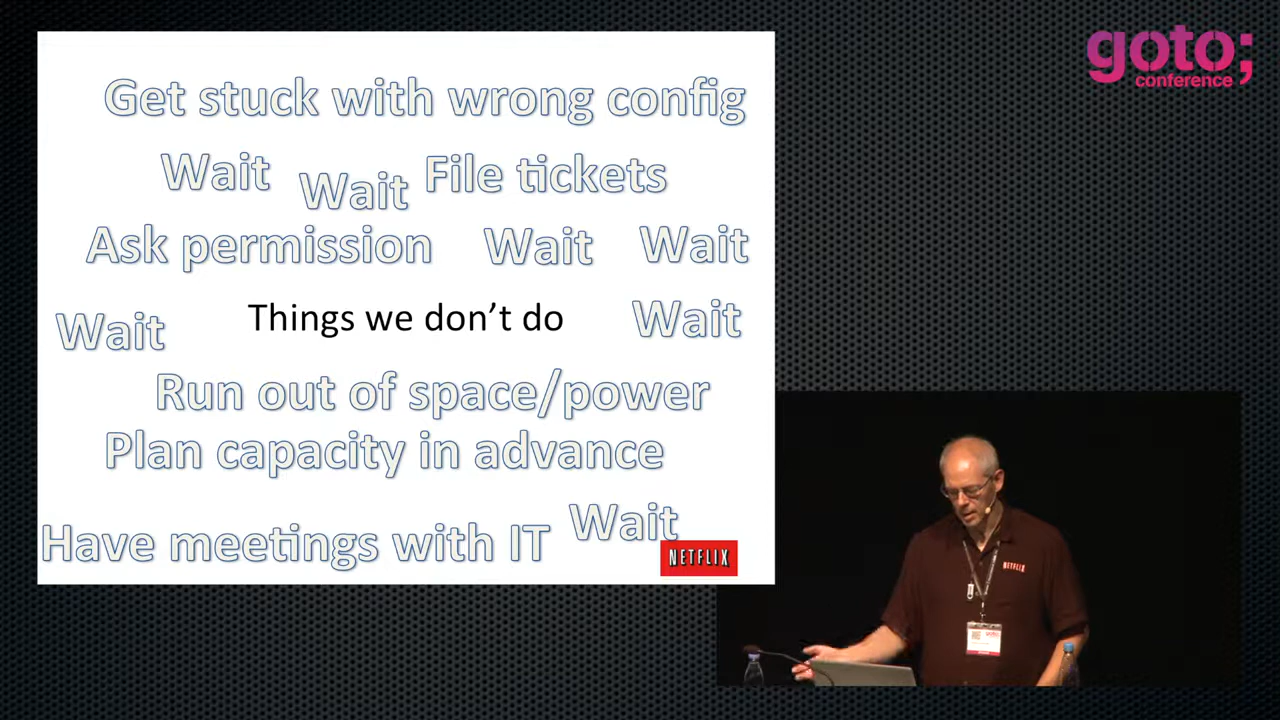 goto;
conference
Get stuck with wrong config
Wait
Wait
File tickets
Ask permission
Wait
Wait
Wait
Things we don't do
Wait
Run out of space/power
Plan capacity in advance
Have meetings with IT
Wait
NETFLIX
NETFLIX